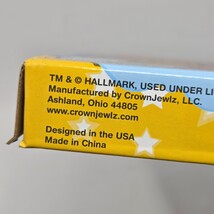 TM & © HALLMARK, USED UNDER LI
Manufactured by CrownJewlz, LLC.
Ashland, Ohio 44805
www.crownjewlz.com
Designed in the USA
Made in China